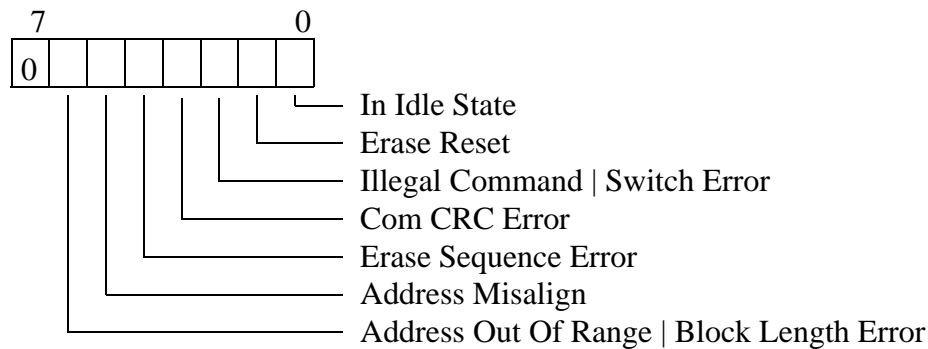 7 0
0
In Idle State
Erase Reset
Illegal Command | Switch Error
Com CRC Error
Erase Sequence Error
Address Misalign
Address Out Of Range | Block Length Error